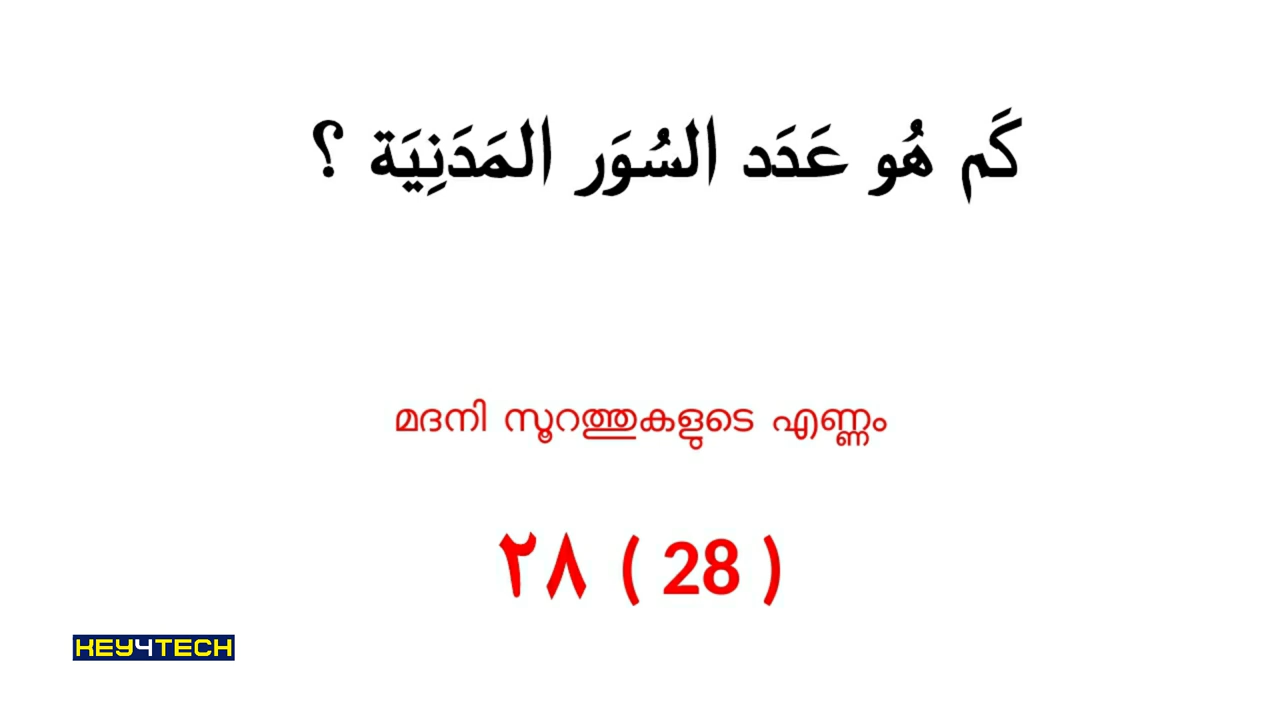 كَم هُو عَدَد السُوَر المَدَنِيَة ؟
മദനി സൂറത്തുകളുടെ എണ്ണം
٢٨ ( 28 )
KEY4TECH